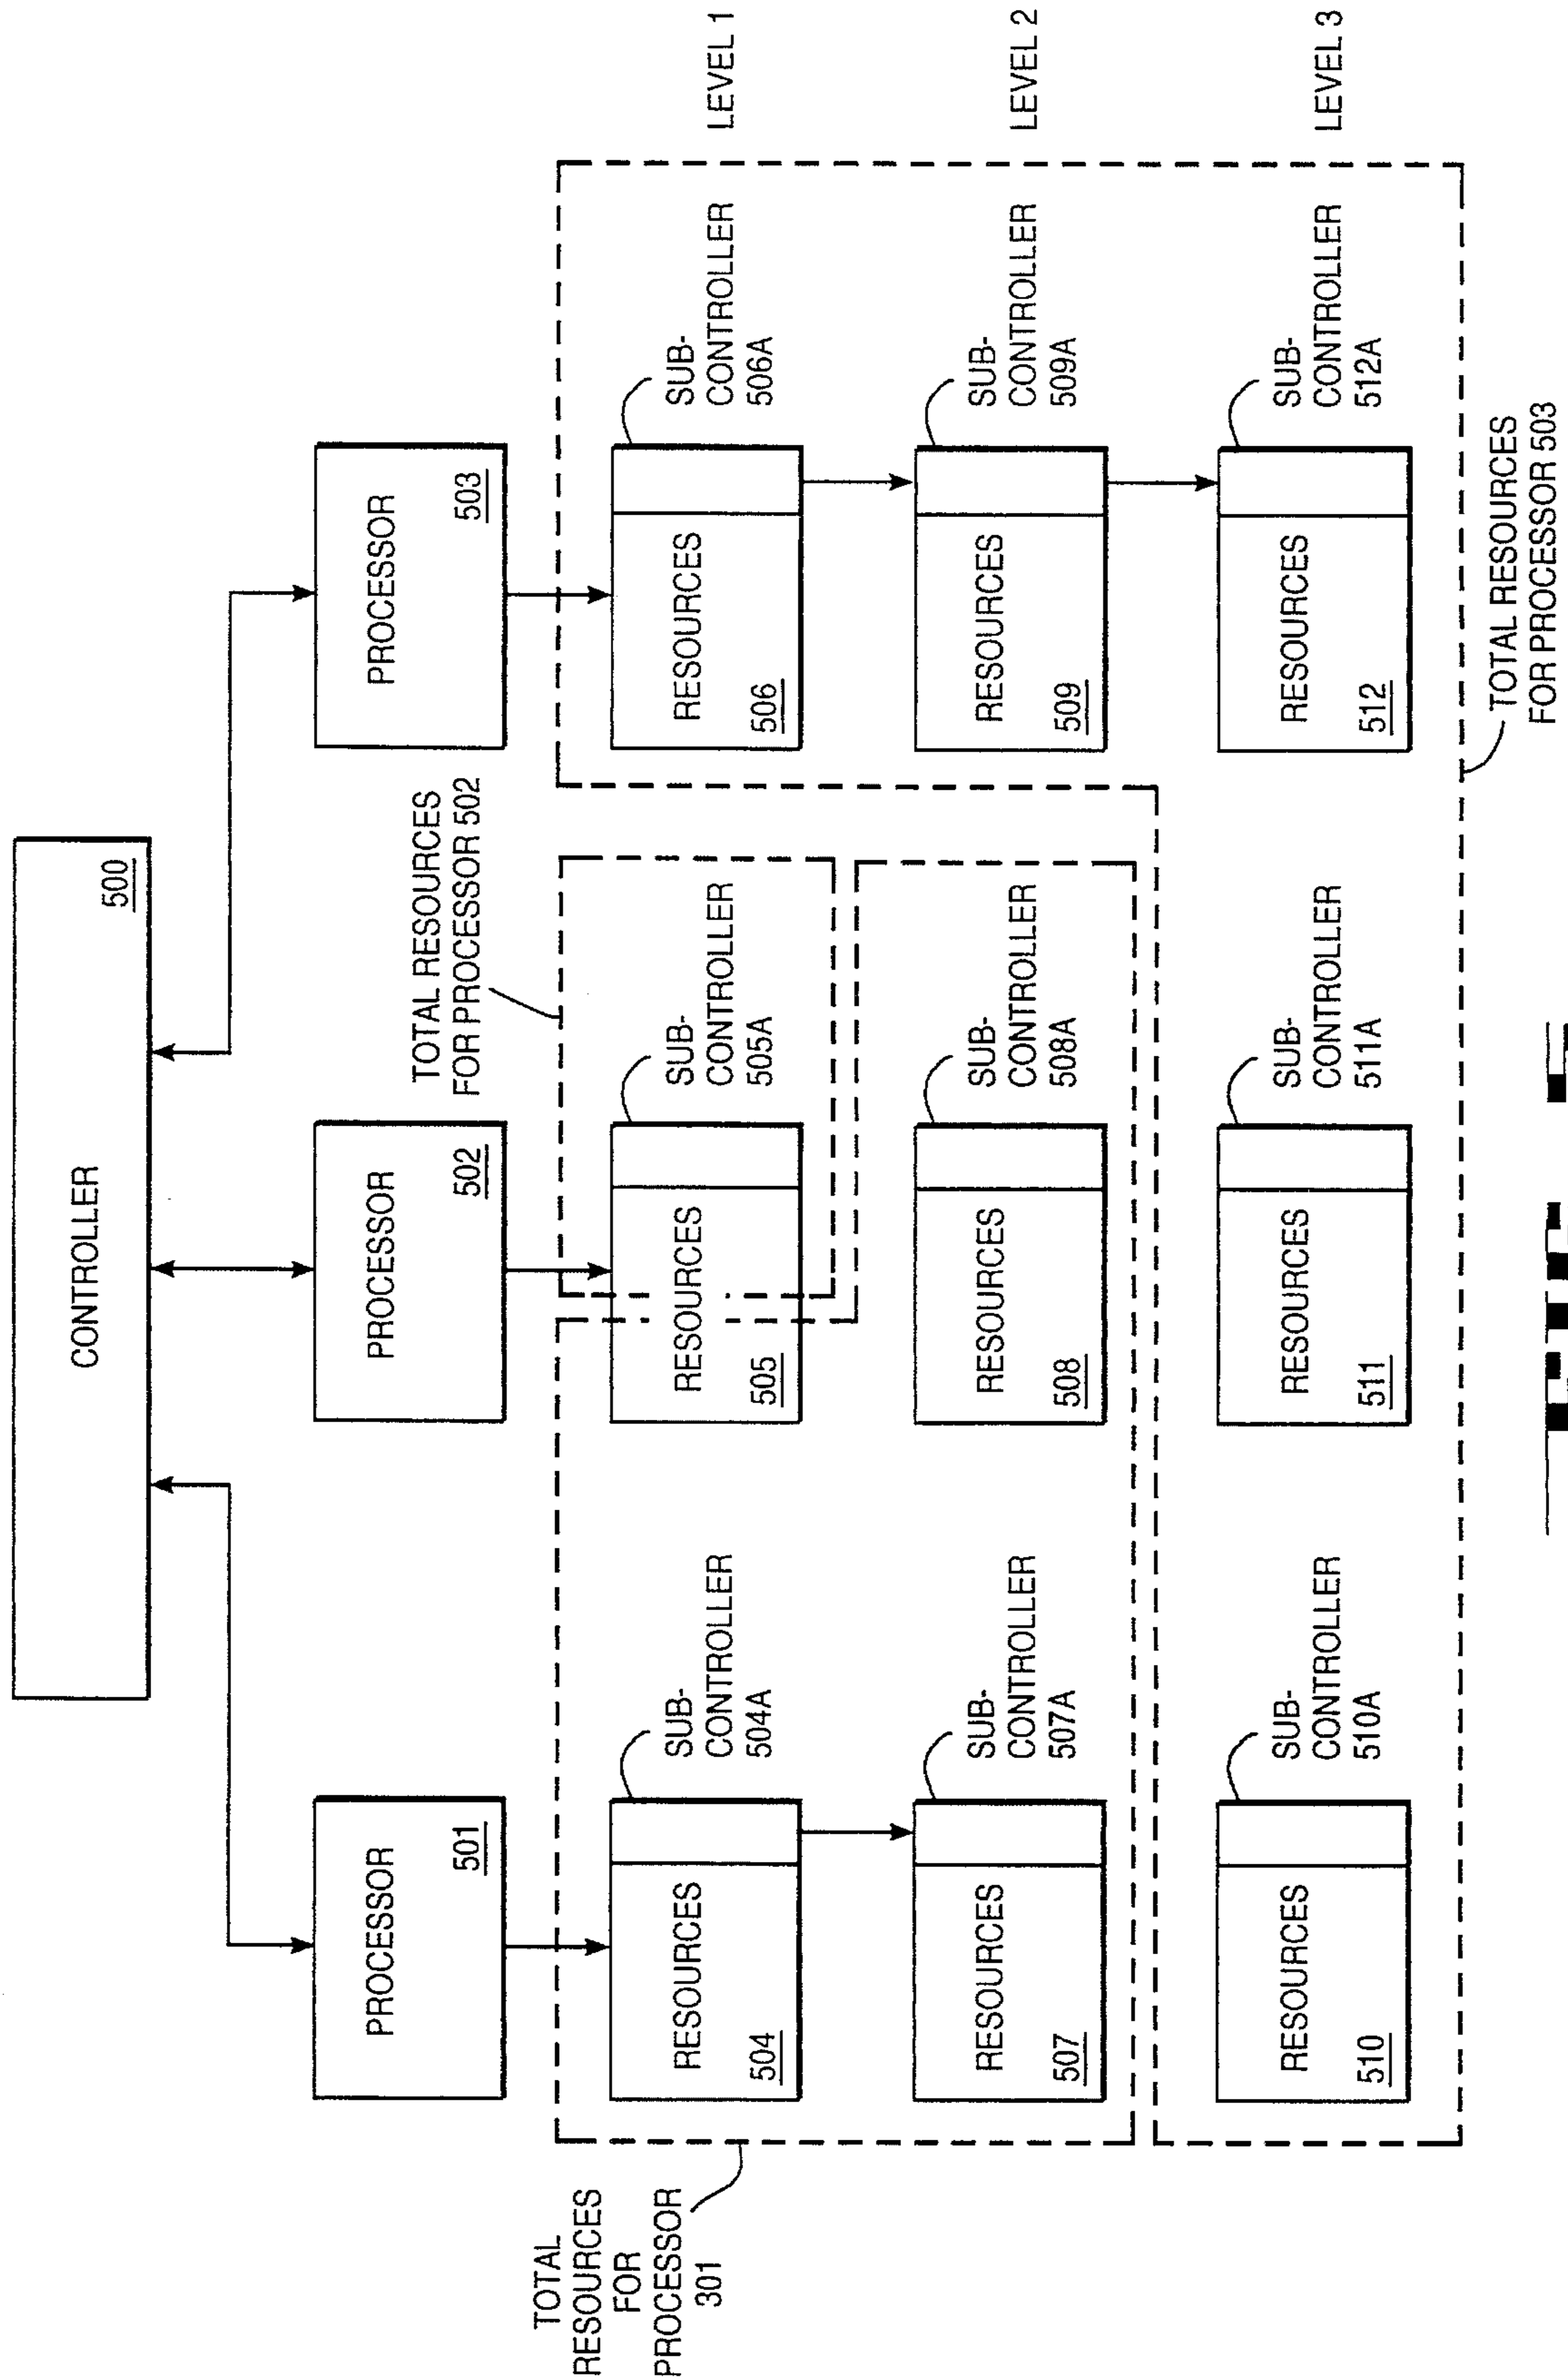 CONTROLLER
500
PROCESSOR
501
PROCESSOR
502
PROCESSOR
503
TOTAL RESOURCES
FOR PROCESSOR 502
TOTAL
RESOURCES
FOR
PROCESSOR
301
RESOURCES
504
SUB-
CONTROLLER
504A
RESOURCES
505
SUB-
CONTROLLER
505A
RESOURCES
506
SUB-
CONTROLLER
506A
LEVEL 1
RESOURCES
507
SUB-
CONTROLLER
507A
RESOURCES
508
SUB-
CONTROLLER
508A
RESOURCES
509
SUB-
CONTROLLER
509A
LEVEL 2
RESOURCES
510
SUB-
CONTROLLER
510A
RESOURCES
511
SUB-
CONTROLLER
511A
RESOURCES
512
SUB-
CONTROLLER
512A
LEVEL 3
TOTAL RESOURCES
FOR PROCESSOR 503